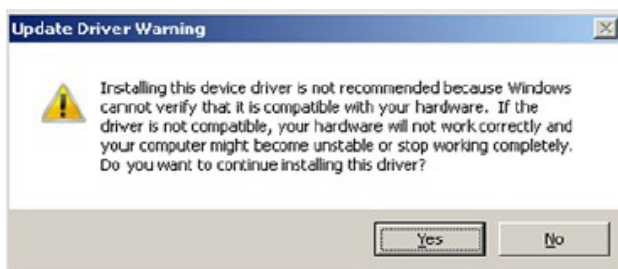 Update Driver Warning
Installing this device driver is not recommended because Windows
cannot verify that it is compatible with your hardware. If the
driver is not compatible, your hardware will not work correctly and
your computer might become unstable or stop working completely.
Do you want to continue installing this driver?
Yes No